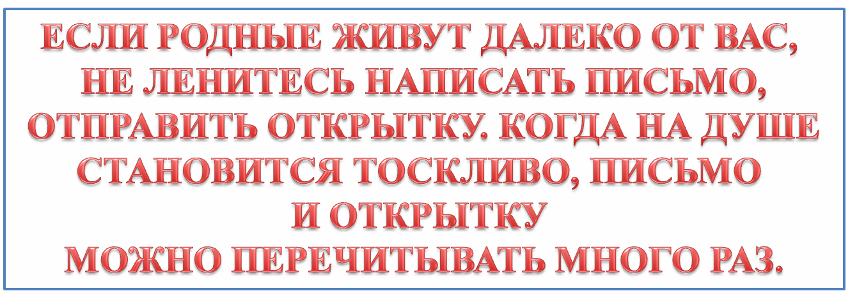 ЕСЛИ РОДНЫЕ ЖИВУТ ДАЛЕКО ОТ ВАС,
НЕ ЛЕНИТЕСЬ НАПИСАТЬ ПИСЬМО,
ОТПРАВИТЬ ОТКРЫТКУ. КОГДА НА ДУШЕ
СТАНОВИТСЯ ТОСКЛИВО, ПИСЬМО
И ОТКРЫТКУ
МОЖНО ПЕРЕЧИТЫВАТЬ МНОГО РАЗ.